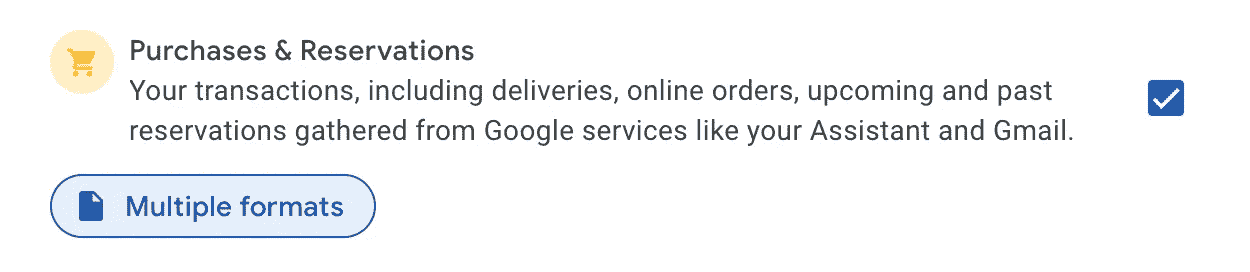 Purchases & Reservations
Your transactions, including deliveries, online orders, upcoming and past
reservations gathered from Google services like your Assistant and Gmail.
Multiple formats